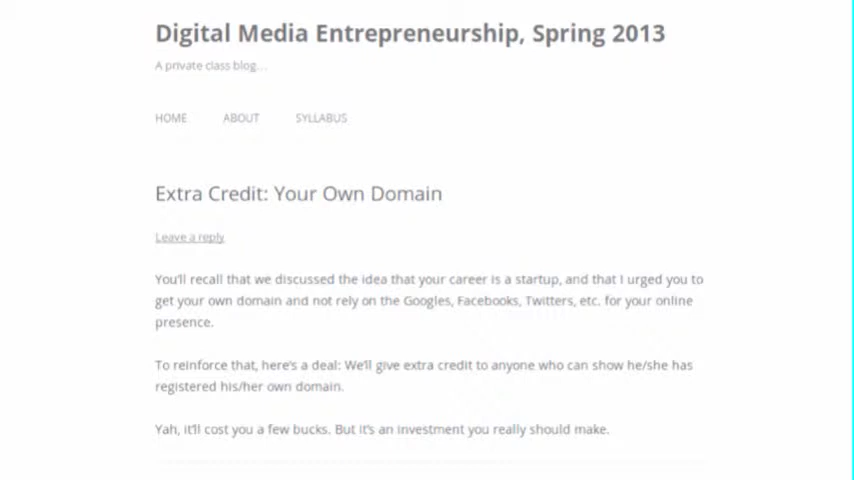 Digital Media Entrepreneurship, Spring 2013
A private class blog...
HOME ABOUT SYLLABUS
Extra Credit: Your Own Domain
Leave a reply
You'll recall that we discussed the idea that your career is a startup, and that I urged you to
get your own domain and not rely on the Googles, Facebooks, Twitters, etc. for your online
presence.
To reinforce that, here's a deal: We'll give extra credit to anyone who can show he/she has
registered his/her own domain.
Yah, it'll cost you a few bucks. But it's an investment you really should make.